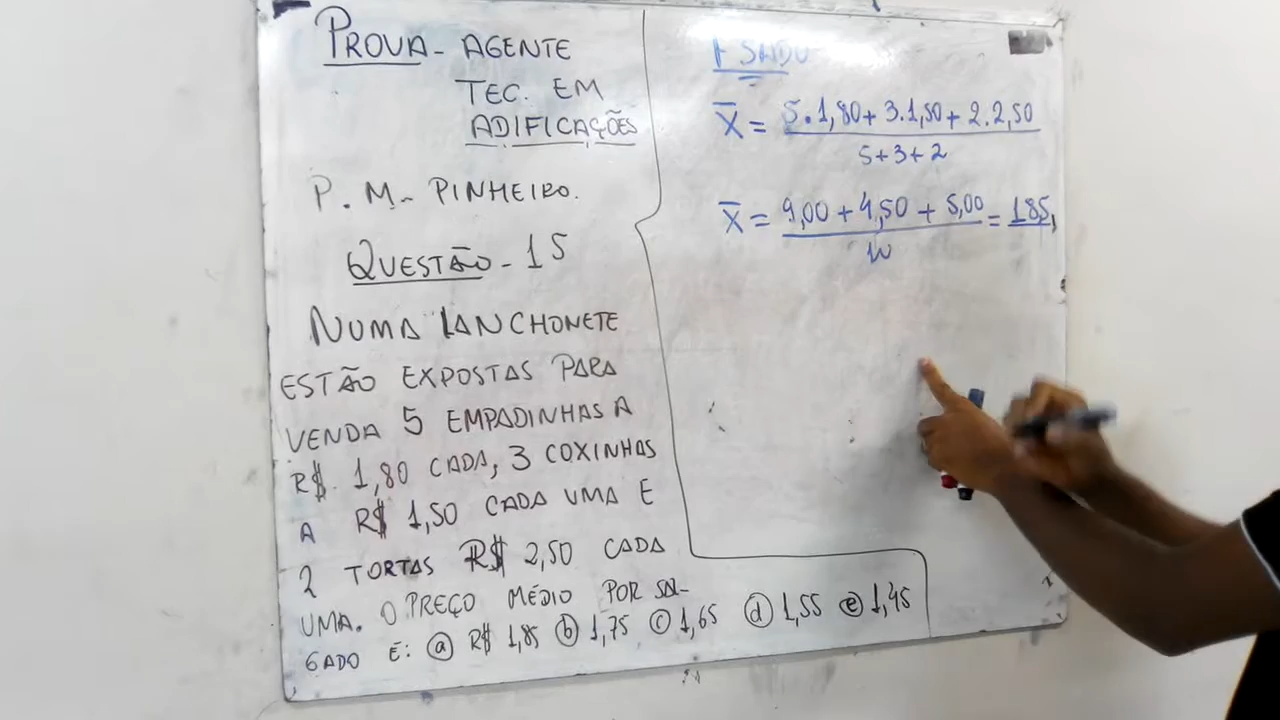 PROVA - AGENTE
TEC. EM
ADIFICAÇÕES
P. M. PINHEIRO.
QUESTÃO - 15
NUMA LANCHONETE
ESTÃO EXPOSTAS PARA
VENDA 5 EMPADINHAS A
R$ 1,80 CADA, 3 COXINHAS
A R$ 1,50 CADA UMA E
2 TORTAS R$ 2,50 CADA
UMA. O PREÇO MÉDIO POR SAL-
GADO É: (a) R$ 1,85 (b) 1,75 (c) 1,65 (d) 1,55 (e) 1,45
X̅ = 5.1,80 + 3.1,50 + 2.2,50
5+3+2
X̅ = 9,00 + 4,50 + 5,00 = 185,
10